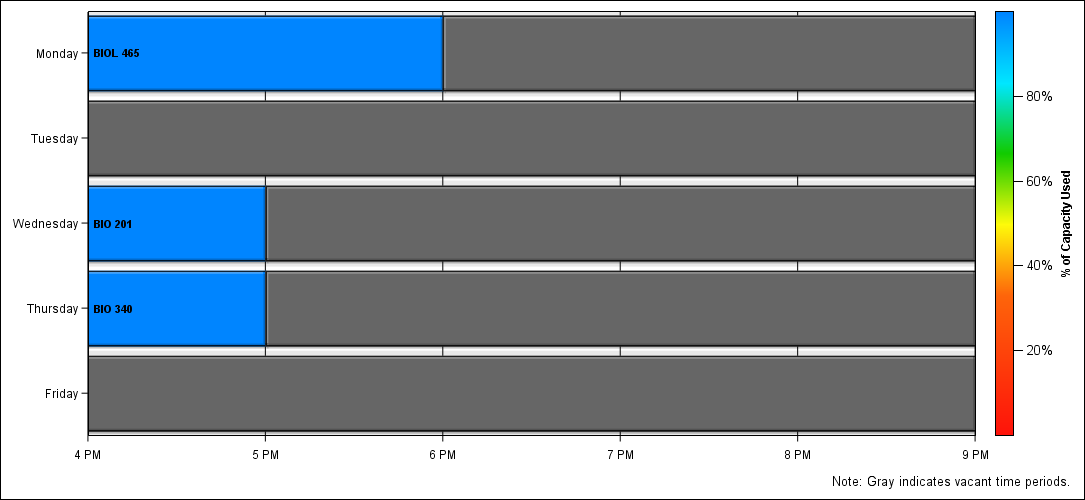 Monday
BIOL 465
80%
Tuesday
60%
% of Capacity Used
Wednesday
BIO 201
40%
Thursday
BIO 340
20%
Friday
4 PM 5 PM 6 PM 7 PM 8 PM 9 PM
Note: Gray indicates vacant time periods.